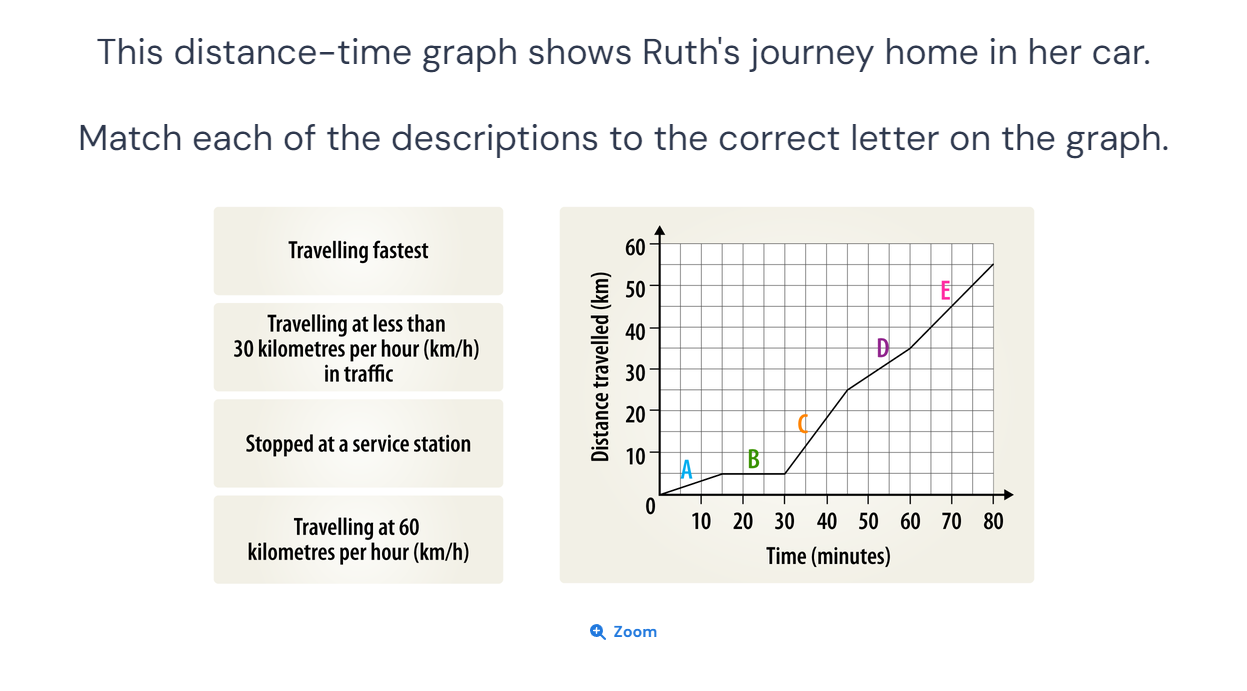 This distance-time graph shows Ruth's journey home in her car.
Match each of the descriptions to the correct letter on the graph.
Travelling fastest
Travelling at less than
30 kilometres per hour (km/h)
in traffic
Stopped at a service station
Travelling at 60
kilometres per hour (km/h)
Distance travelled (km)
60
50
40
30
20
10
0
A
B
C
D
E
10 20 30 40 50 60 70 80
Time (minutes)
Zoom